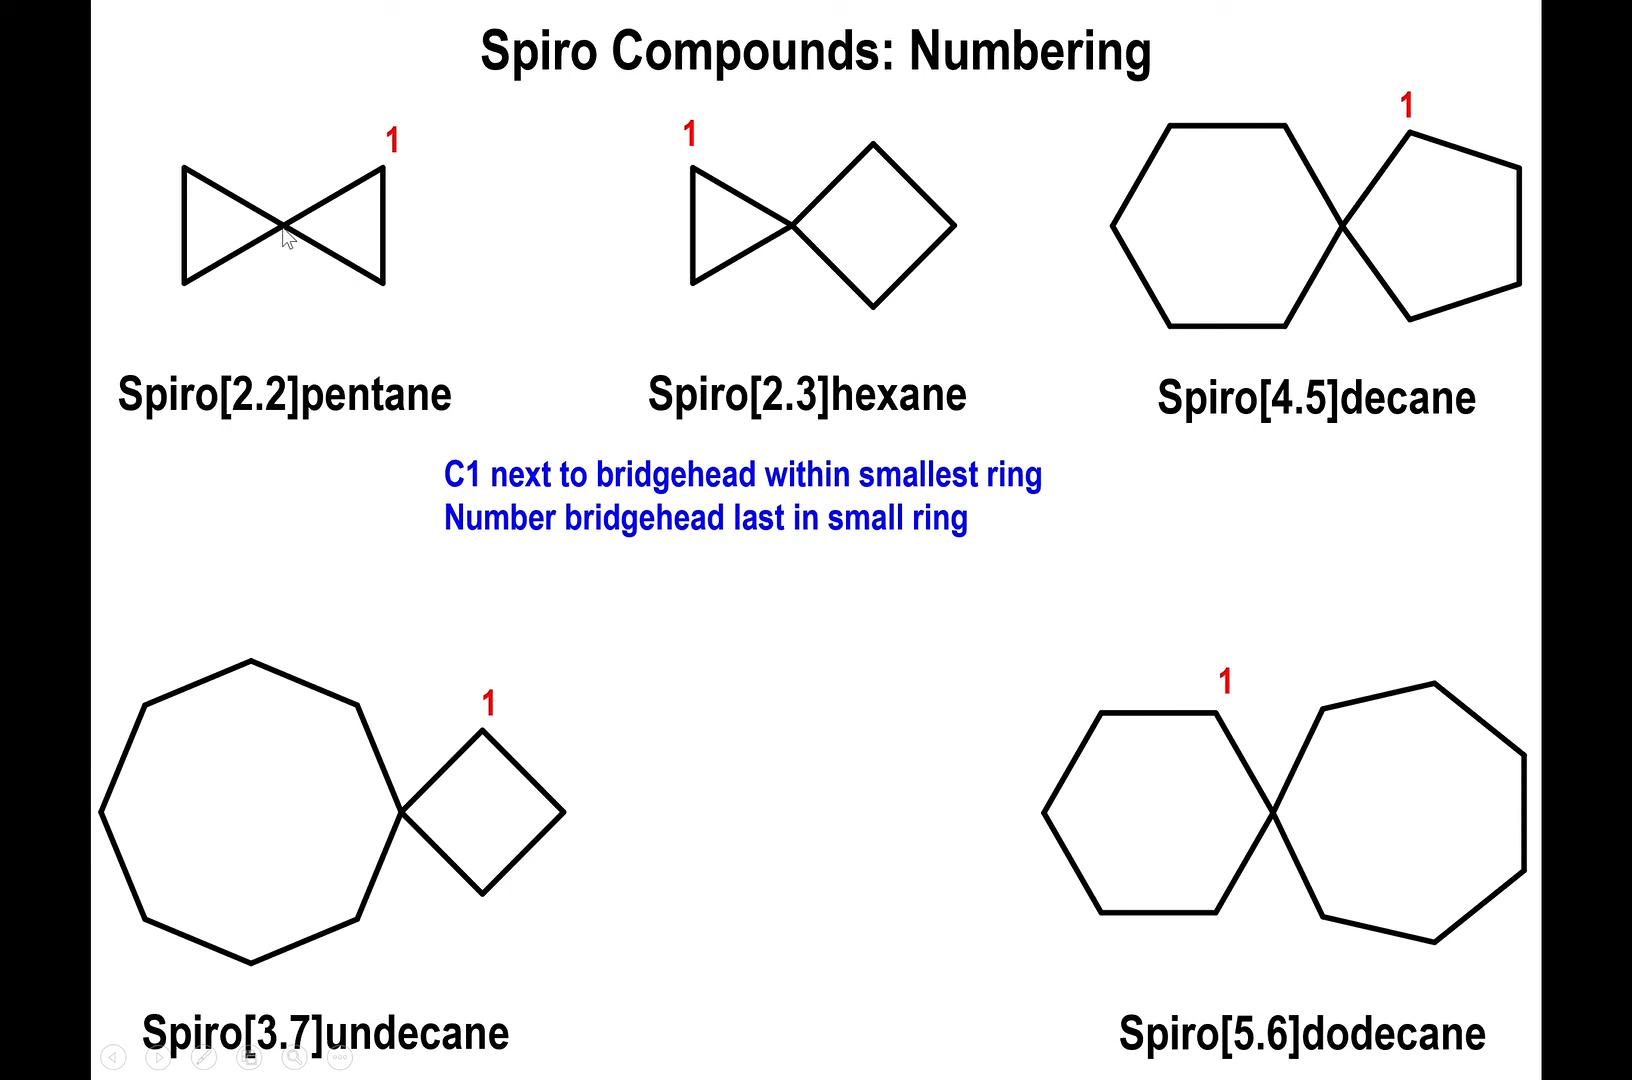 Spiro Compounds: Numbering
1
1
1
Spiro[2.2]pentane
Spiro[2.3]hexane
Spiro[4.5]decane
C1 next to bridgehead within smallest ring
Number bridgehead last in small ring
1
1
Spiro[3.7]undecane
Spiro[5.6]dodecane